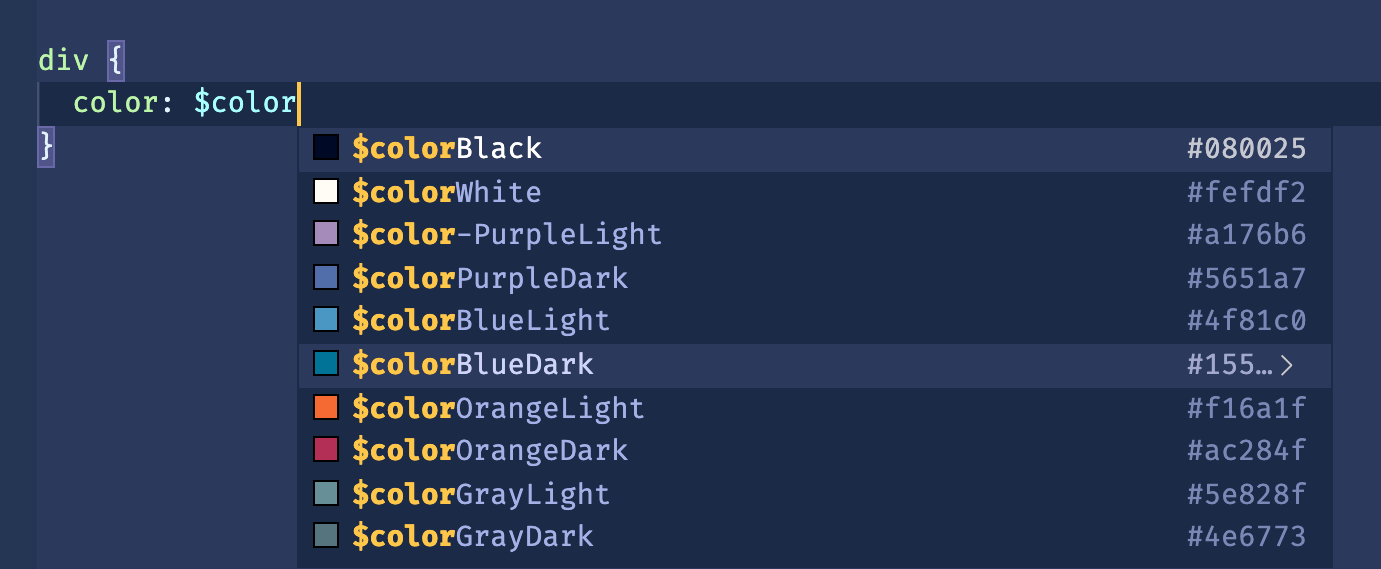 div {
color: $color
}
$colorBlack #080025
$colorWhite #fefdf2
$color-PurpleLight #a176b6
$colorPurpleDark #5651a7
$colorBlueLight #4f81c0
$colorBlueDark #155…
$colorOrangeLight #f16a1f
$colorOrangeDark #ac284f
$colorGrayLight #5e828f
$colorGrayDark #4e6773